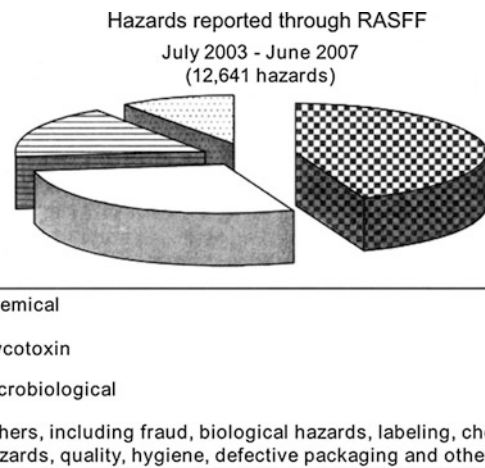 Hazards reported through RASFF
July 2003 - June 2007
(12,641 hazards)
emical
ycotoxin
crobiological
hers, including fraud, biological hazards, labeling, che
zards, quality, hygiene, defective packaging and othe